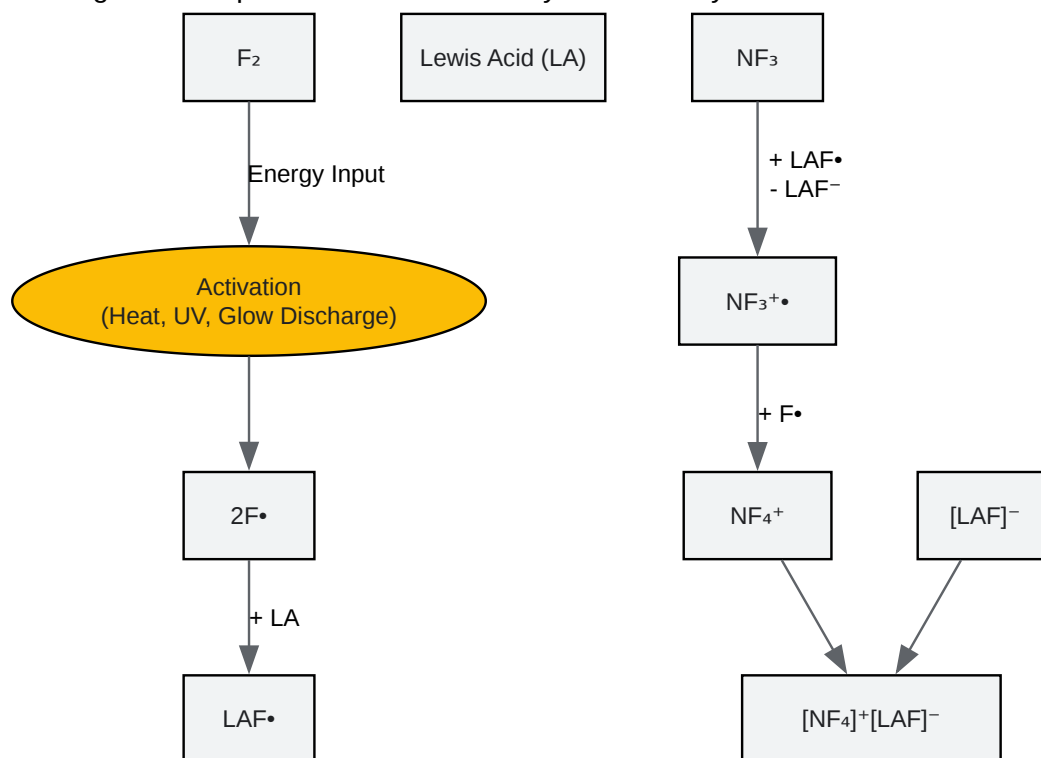 F₂
Lewis Acid (LA)
NF₃
Energy Input
+ LAF•
- LAF⁻
Activation
(Heat, UV, Glow Discharge)
NF₃⁺•
+ F•
2F•
NF₄⁺
[LAF]⁻
+ LA
LAF•
[NF₄]⁺[LAF]⁻